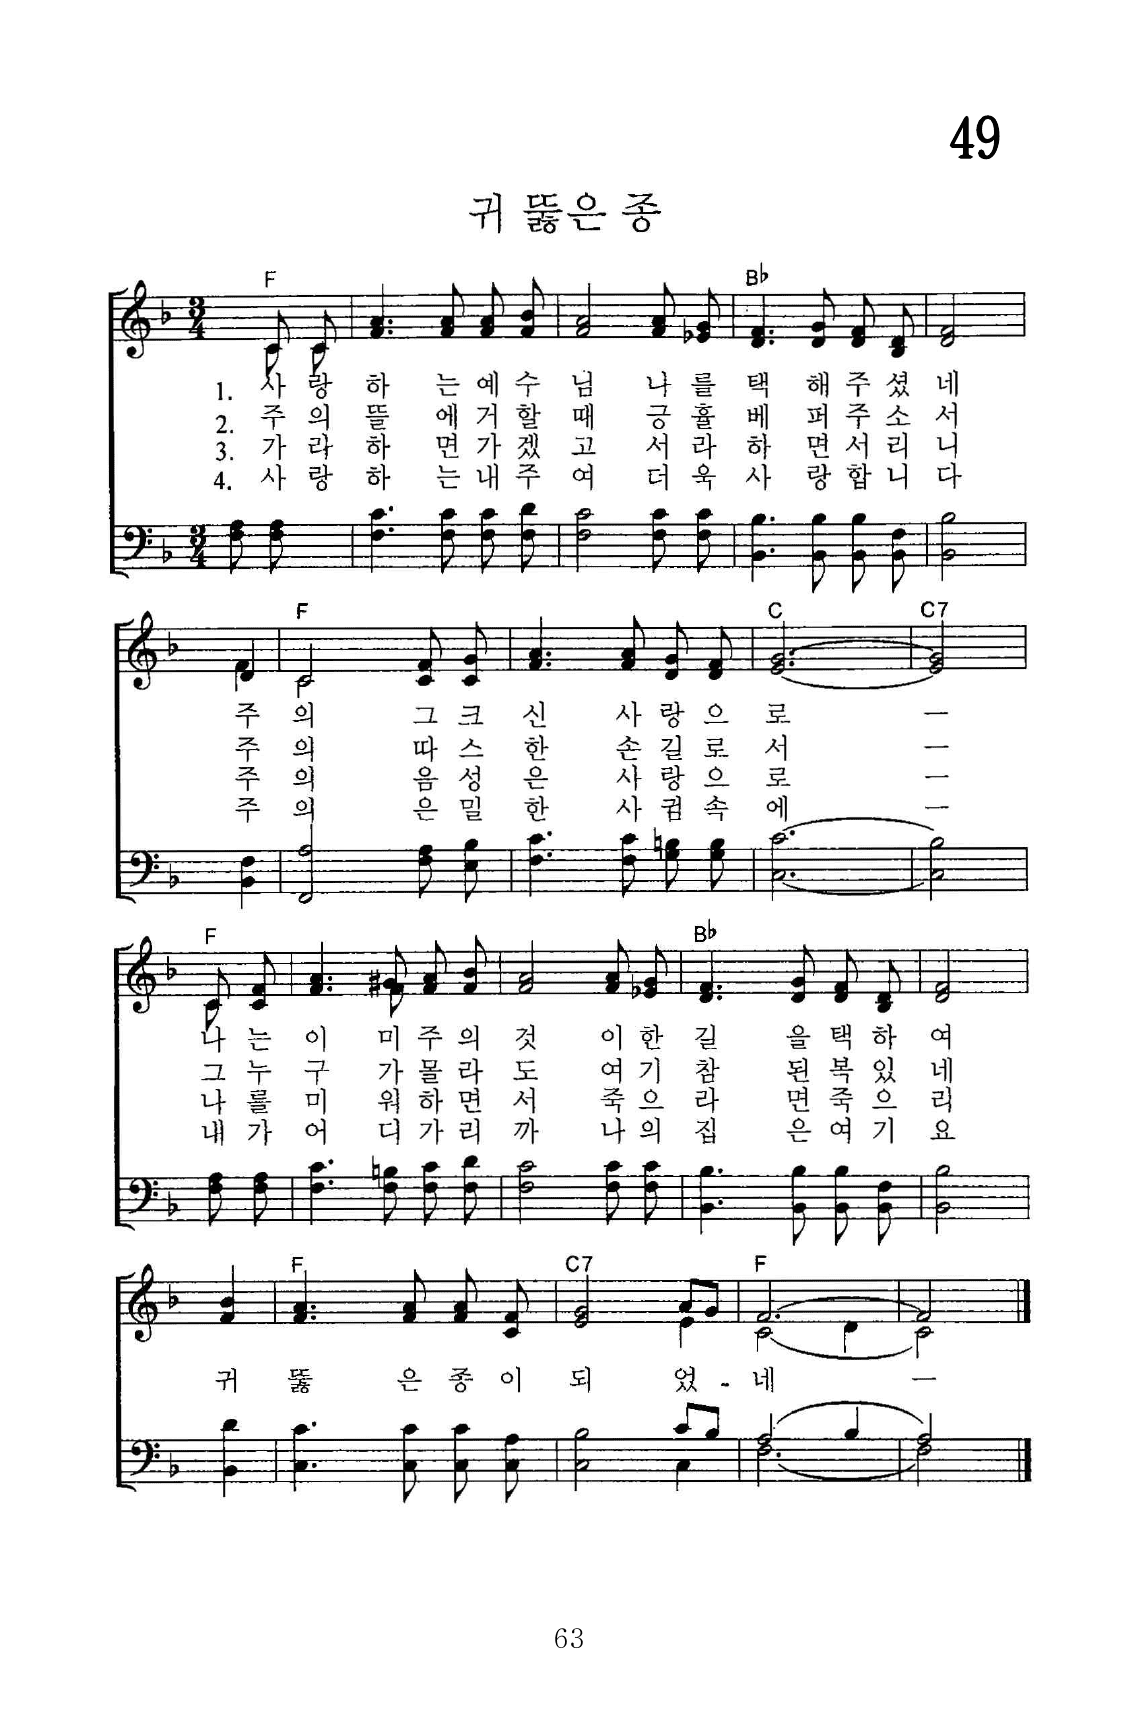 49
귀 뚫은 종
F B♭
1. 사 랑 하 는 예 수 님 나 를 택 해 주 셨 네
2. 주 의 뜰 에 거 할 때 긍 휼 베 퍼 주 소 서
3. 가 라 하 면 가 겠 고 서 라 하 면 서 리 니
4. 사 랑 하 는 내 주 여 더 욱 사 랑 합 니 다
F C C7
주 의 그 크 신 사 랑 으 로 ー
주 의 따 스 한 손 길 로 서 ー
주 의 음 성 은 사 랑 으 로 ー
주 의 은 밀 한 사 귐 속 에 ー
F B♭
나 는 이 미 주 의 것 이 한 길 을 택 하 여
그 누 구 가 몰 라 도 여 기 참 된 복 있 네
나 를 미 워 하 면 서 죽 으 라 면 죽 으 리
내 가 어 디 가 리 까 나 의 집 은 여 기 요
F C7 F
귀 뚫 은 종 이 되 었 - 네 ー
63